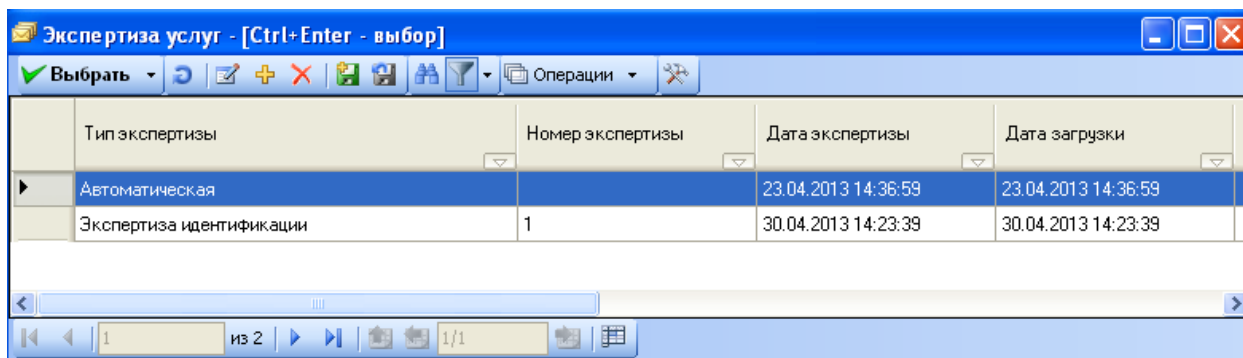 Экспертиза услуг - [Ctrl+Enter - выбор]
Выбрать Операции
Тип экспертизы Номер экспертизы Дата экспертизы Дата загрузки
Автоматическая 23.04.2013 14:36:59 23.04.2013 14:36:59
Экспертиза идентификации 1 30.04.2013 14:23:39 30.04.2013 14:23:39
1 из 2 1/1